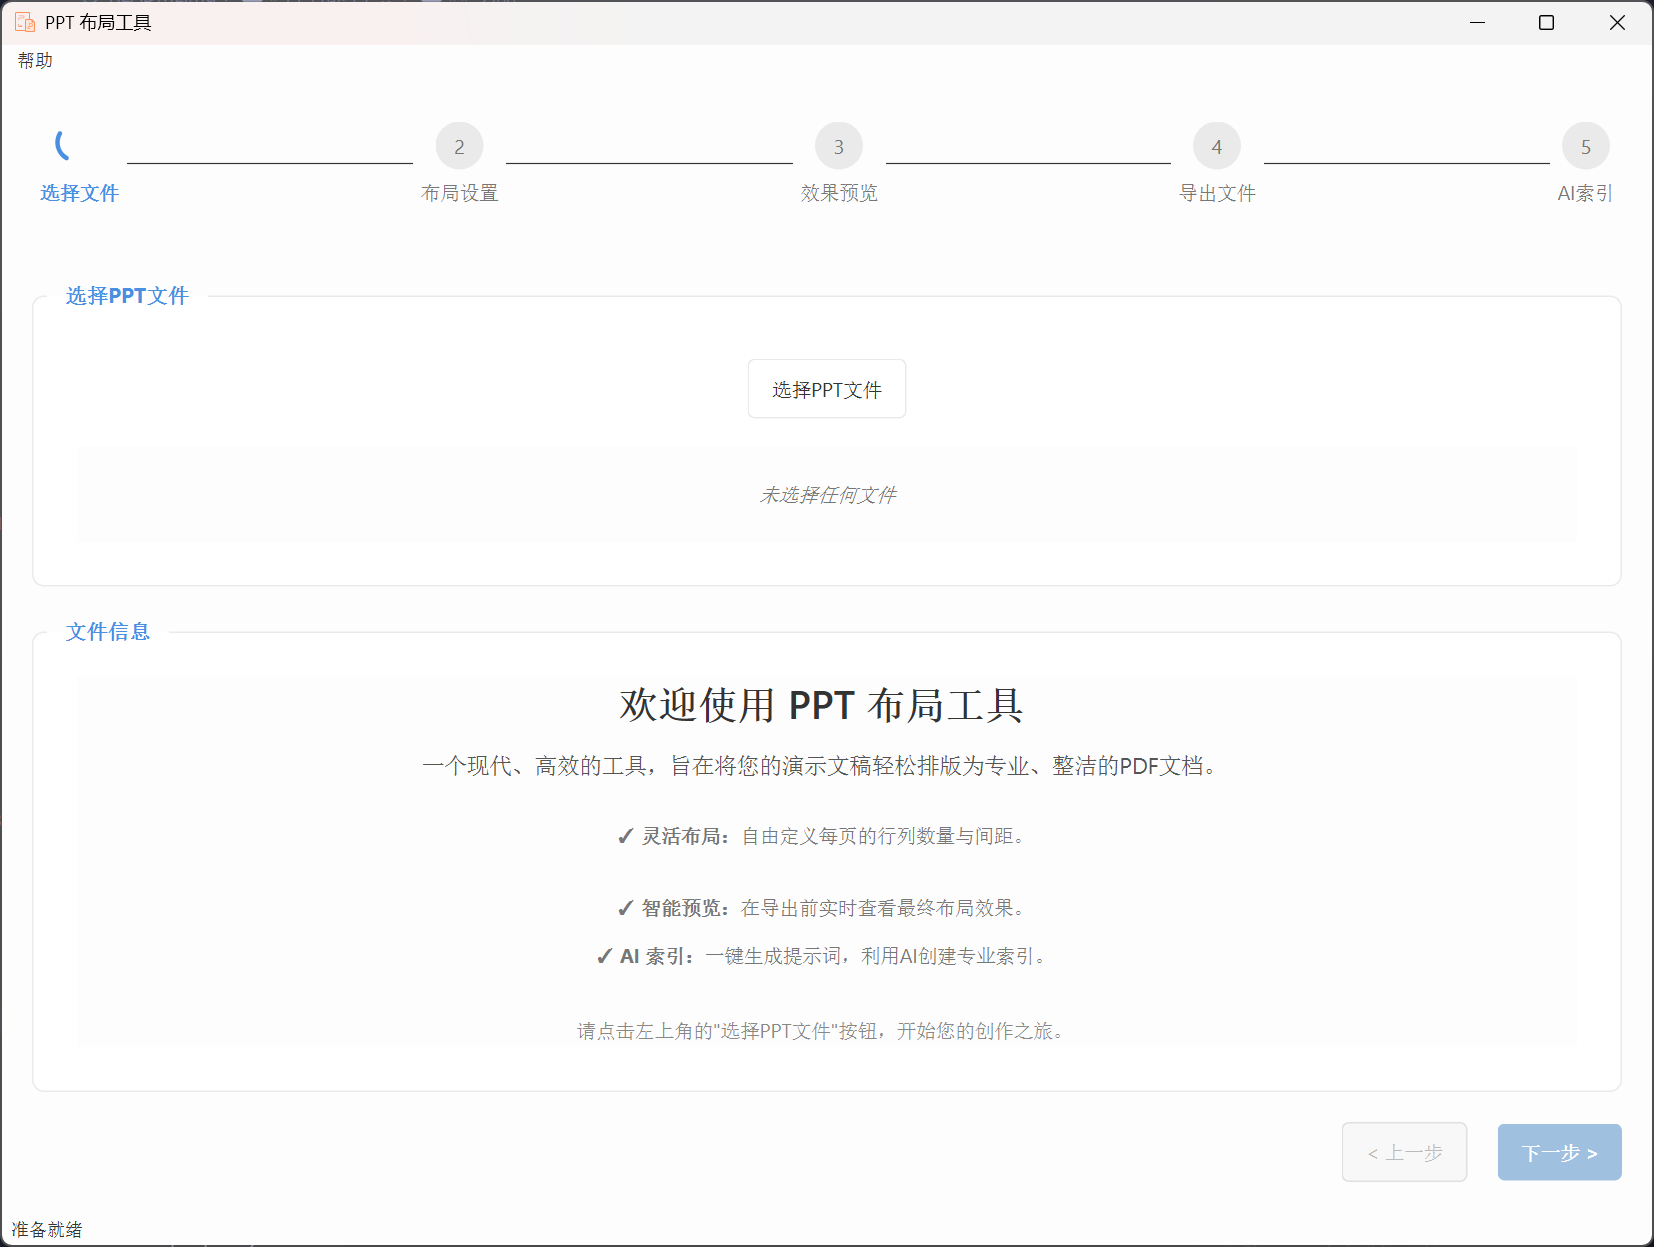 PPT 布局工具
帮助
2
3
4
5
选择文件
布局设置
效果预览
导出文件
AI索引
选择PPT文件
选择PPT文件
未选择任何文件
文件信息
欢迎使用 PPT 布局工具
一个现代、高效的工具，旨在将您的演示文稿轻松排版为专业、整洁的PDF文档。
✓ 灵活布局：自由定义每页的行列数量与间距。
✓ 智能预览：在导出前实时查看最终布局效果。
✓ AI 索引：一键生成提示词，利用AI创建专业索引。
请点击左上角的"选择PPT文件"按钮，开始您的创作之旅。
< 上一步
下一步 >
准备就绪